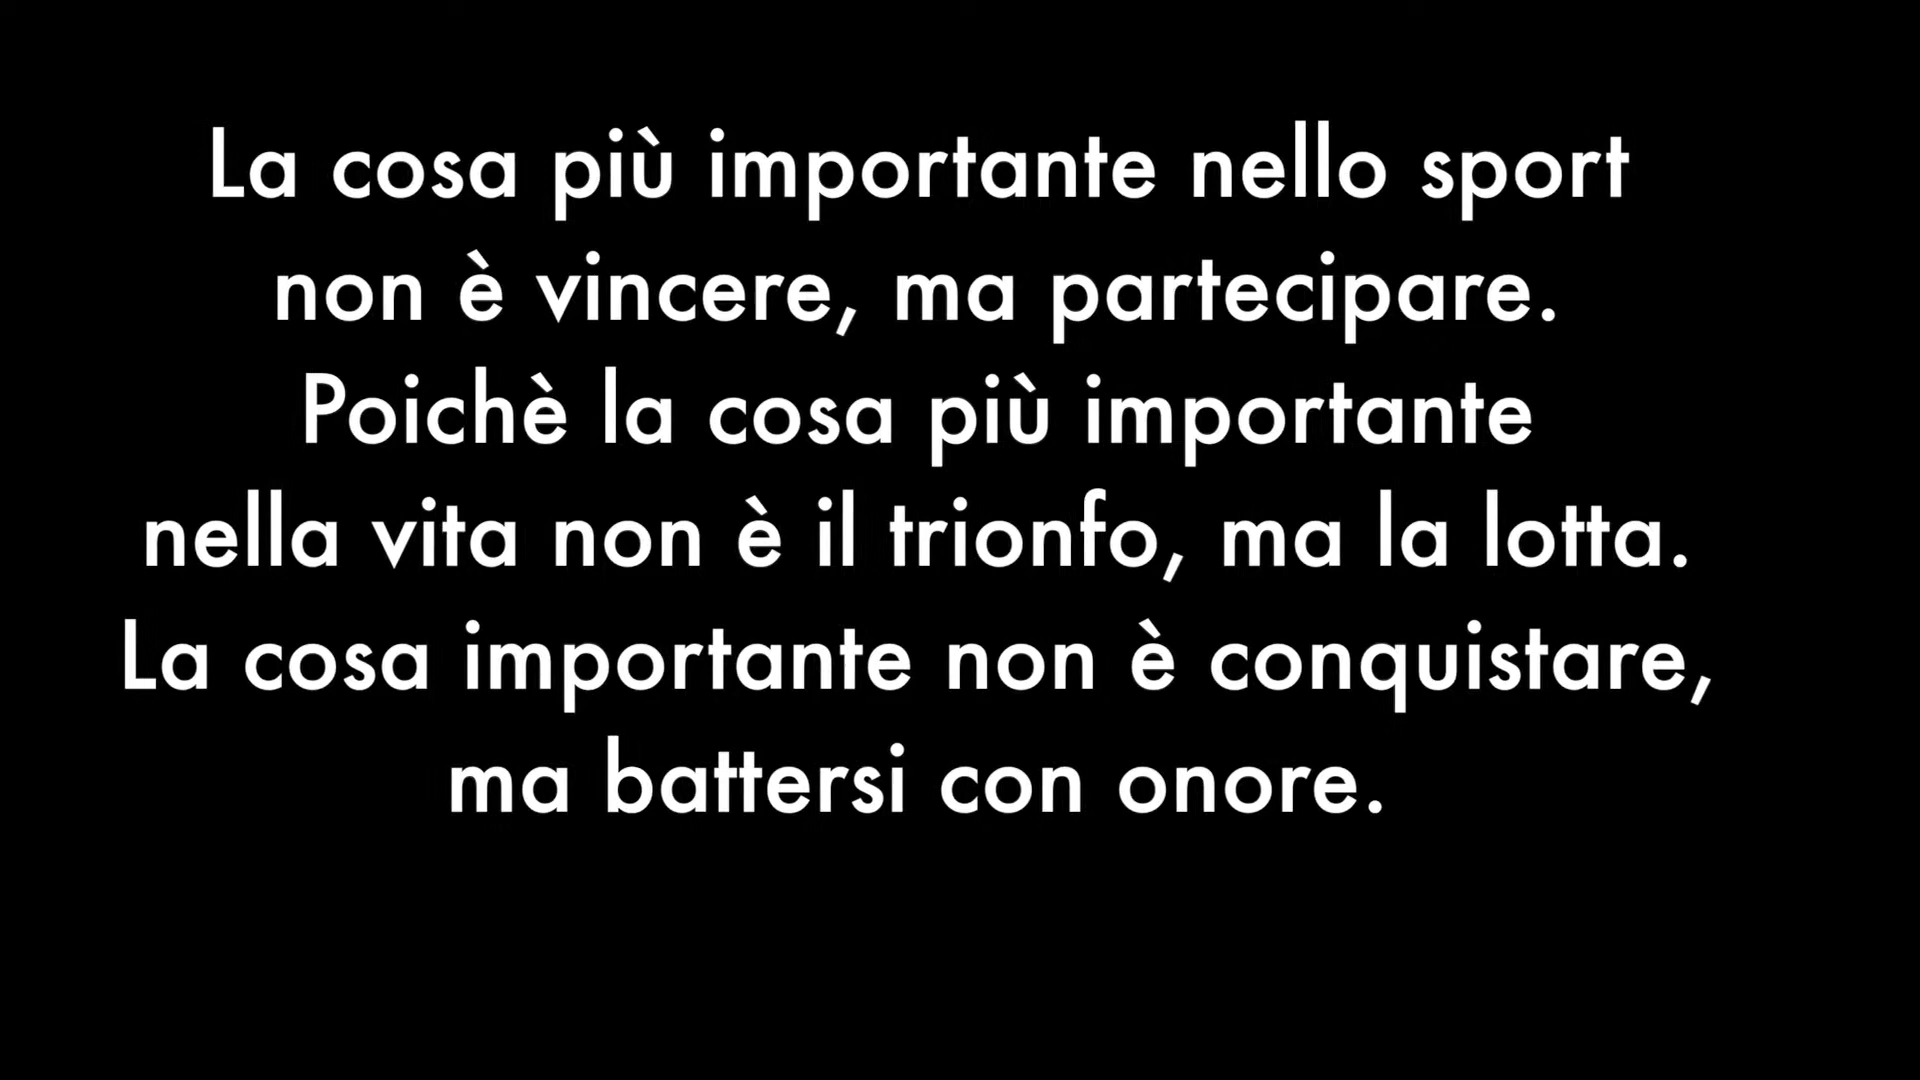 La cosa più importante nello sport
non è vincere, ma partecipare.
Poichè la cosa più importante
nella vita non è il trionfo, ma la lotta.
La cosa importante non è conquistare,
ma battersi con onore.